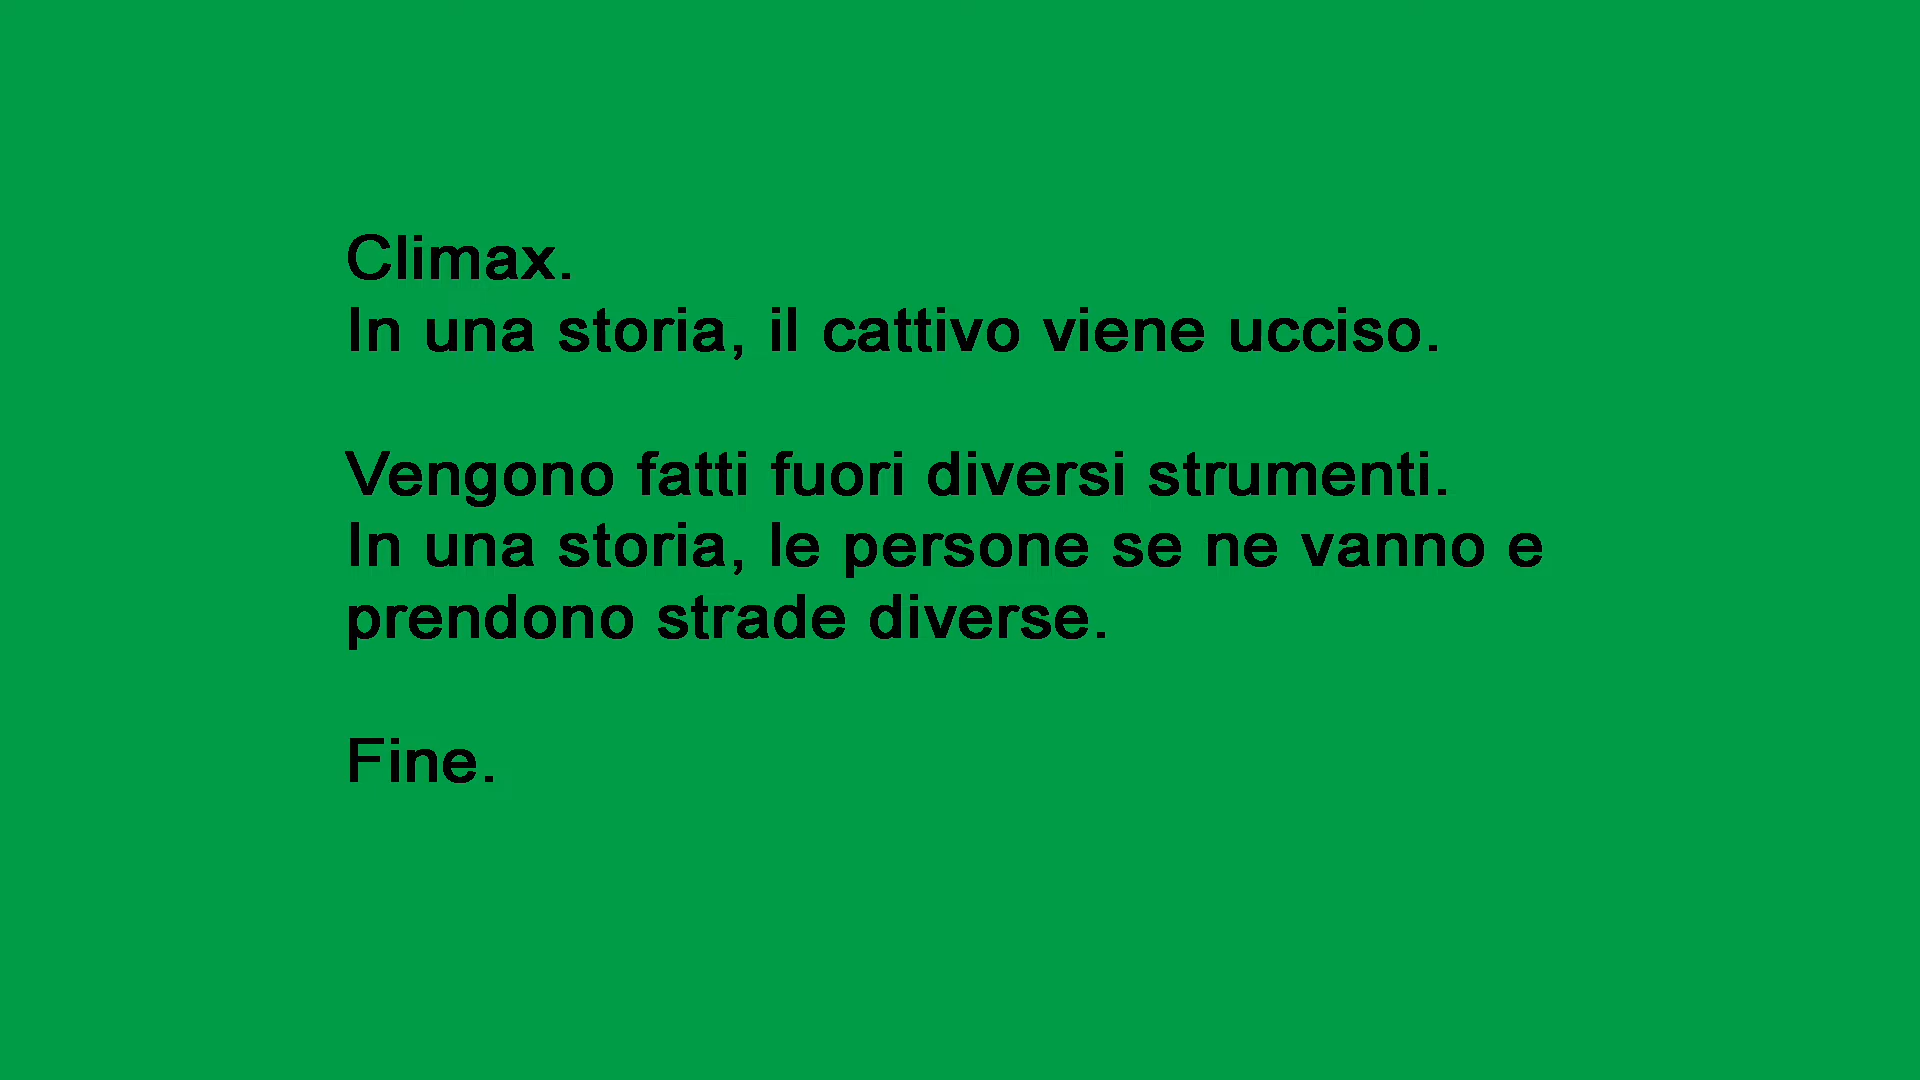 Climax.
In una storia, il cattivo viene ucciso.
Vengono fatti fuori diversi strumenti.
In una storia, le persone se ne vanno e
prendono strade diverse.
Fine.